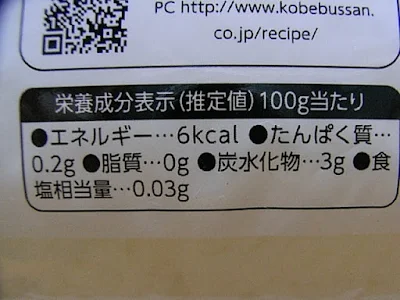 PC http://www.kobebussan.
co.jp/recipe/
栄養成分表示(推定値)100g当たり
●エネルギー…6kcal ●たんぱく質…
0.2g ●脂質…0g ●炭水化物…3g ●食
塩相当量…0.03g